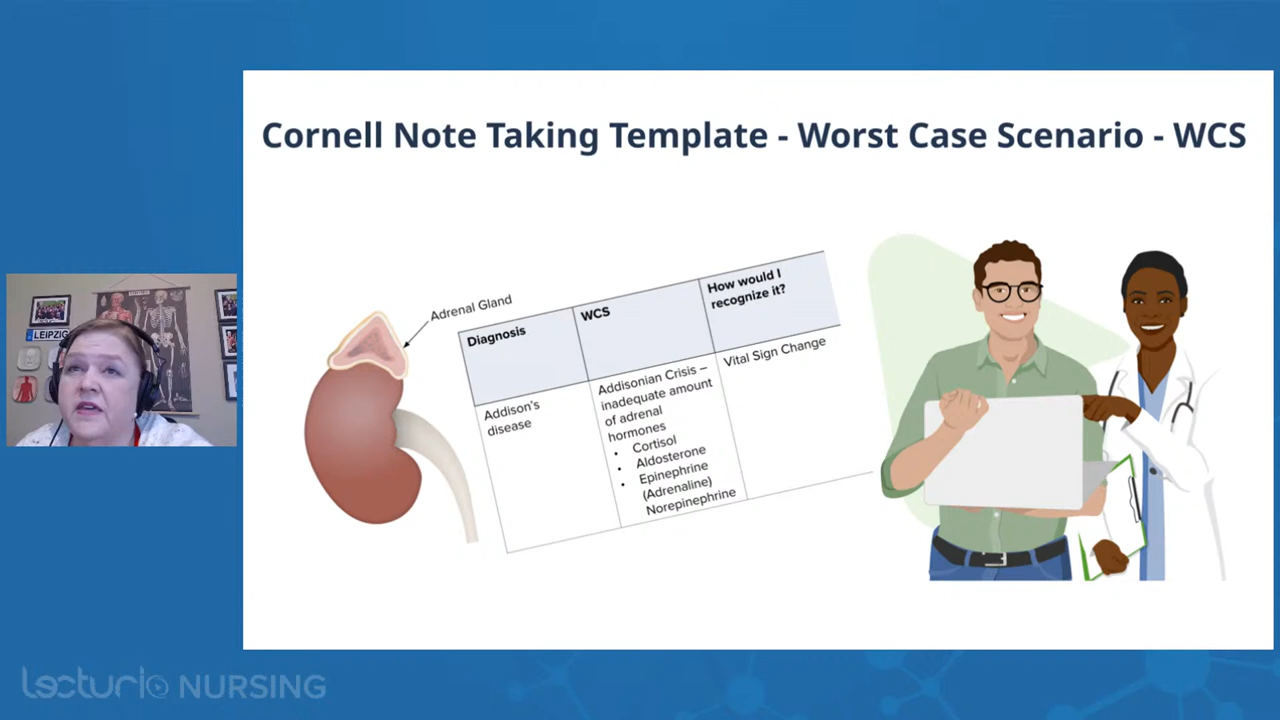 Cornell Note Taking Template - Worst Case Scenario - WCS
Adrenal Gland
Diagnosis
WCS
How would I
recognize it?
Addison's
disease
Addisonian Crisis –
inadequate amount
of adrenal
hormones
• Cortisol
• Aldosterone
• Epinephrine
(Adrenaline)
Norepinephrine
Vital Sign Change
LEIPZIG
Lecturio NURSING